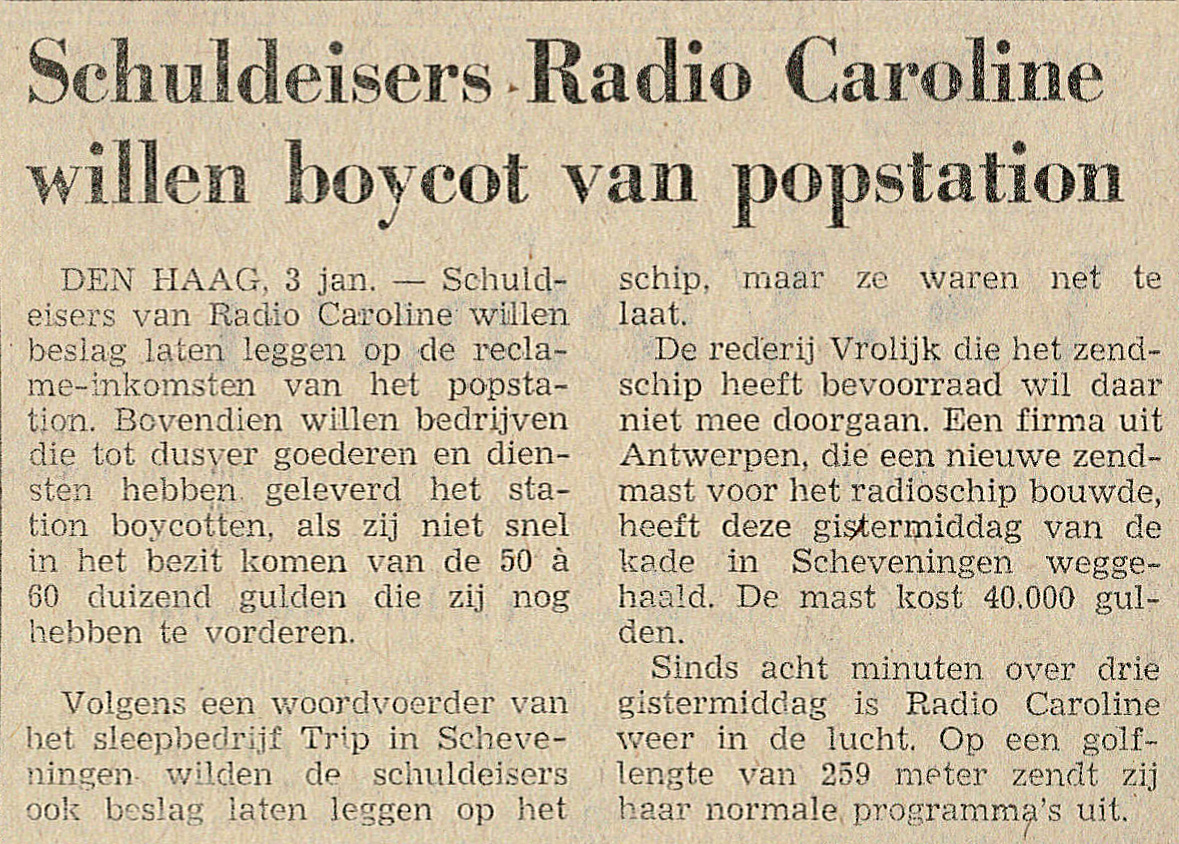 Schuldeisers Radio Caroline
willen boycot van popstation
DEN HAAG, 3 jan. — Schuld-
eisers van Radio Caroline willen
beslag laten leggen op de recla-
me-inkomsten van het popsta-
tion. Bovendien willen bedrijven
die tot dusver goederen en dien-
sten hebben geleverd het sta-
tion boycotten, als zij niet snel
in het bezit komen van de 50 à
60 duizend gulden die zij nog
hebben te vorderen.
Volgens een woordvoerder van
het sleepbedrijf Trip in Scheve-
ningen wilden de schuldeisers
ook beslag laten leggen op het
schip, maar ze waren net te
laat.
De rederij Vrolijk die het zend-
schip heeft bevoorraad wil daar
niet mee doorgaan. Een firma uit
Antwerpen, die een nieuwe zend-
mast voor het radioschip bouwde,
heeft deze gistermiddag van de
kade in Scheveningen wegge-
haald. De mast kost 40.000 gul-
den.
Sinds acht minuten over drie
gistermiddag is Radio Caroline
weer in de lucht. Op een golf-
lengte van 259 meter zendt zij
haar normale programma's uit.